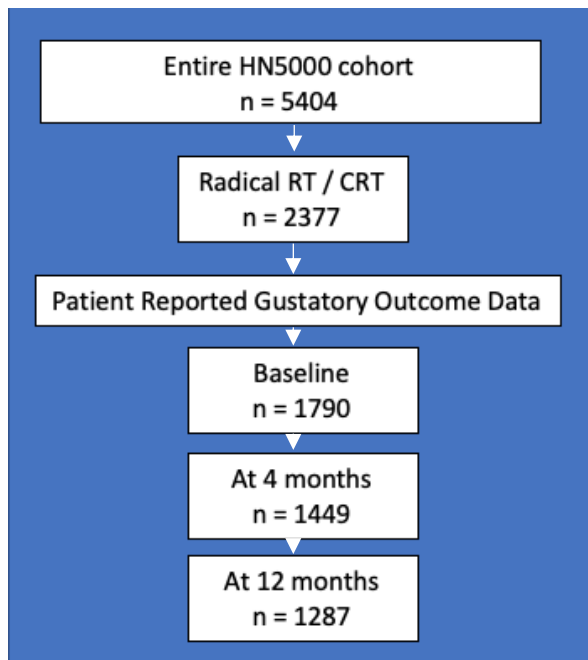 Entire HN5000 cohort
n = 5404
Radical RT / CRT
n = 2377
Patient Reported Gustatory Outcome Data
Baseline
n = 1790
At 4 months
n = 1449
At 12 months
n = 1287